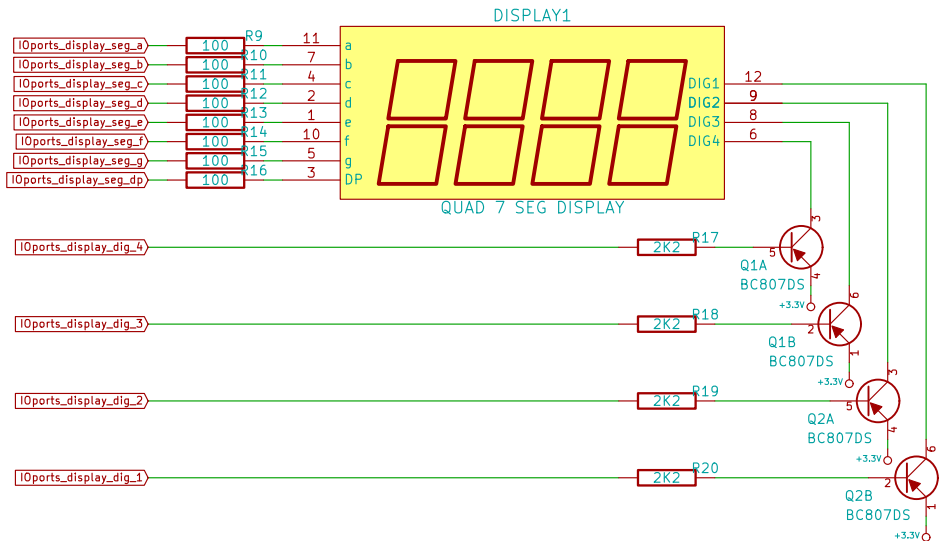 DISPLAY1
IOports_display_seg_a 100 R9 11 a
IOports_display_seg_b 100 R10 7 b
IOports_display_seg_c 100 R11 4 c DIG1 12
IOports_display_seg_d 100 R12 2 d DIG2 9
IOports_display_seg_e 100 R13 1 e DIG3 8
IOports_display_seg_f 100 R14 10 f DIG4 6
IOports_display_seg_g 100 R15 5 g
IOports_display_seg_dp 100 R16 3 DP
QUAD 7 SEG DISPLAY
IOports_display_dig_4 2K2 R17 5 3 4
Q1A
BC807DS
+3.3V
IOports_display_dig_3 2K2 R18 2 6 1
Q1B
BC807DS
+3.3V
IOports_display_dig_2 2K2 R19 5 3 4
Q2A
BC807DS
+3.3V
IOports_display_dig_1 2K2 R20 2 6 1
Q2B
BC807DS
+3.3V